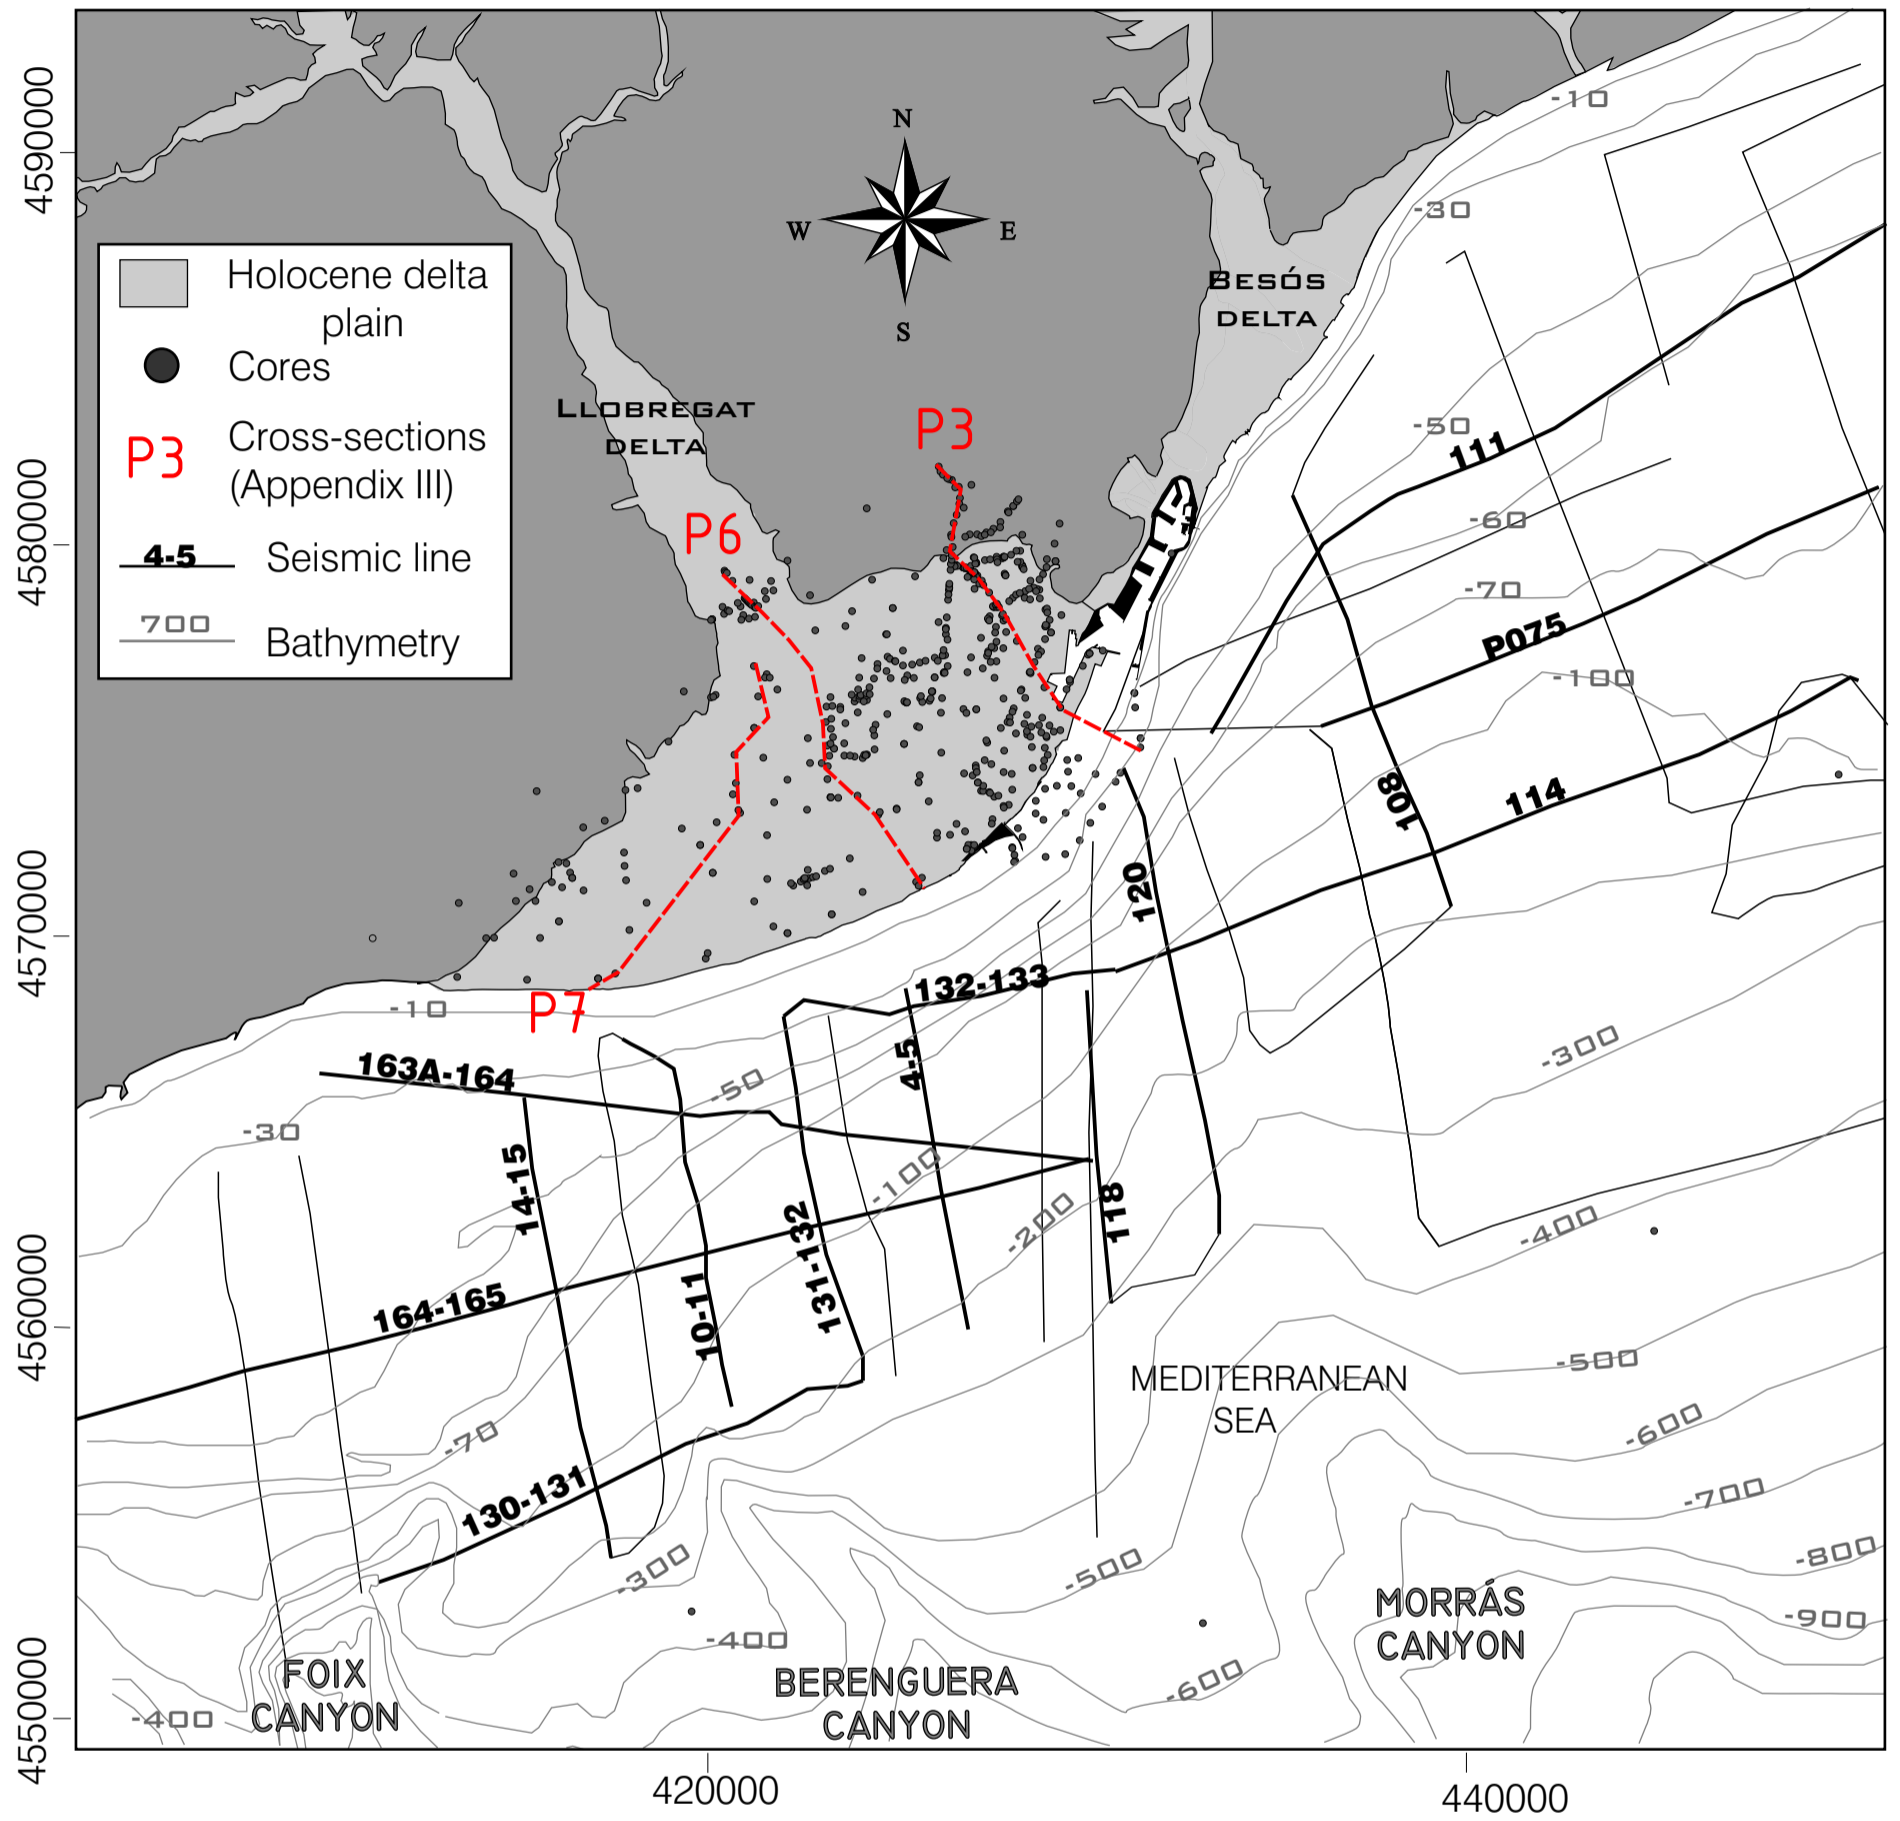 4590000
4580000
4570000
4560000
4550000
420000
440000
N
W
E
S
Holocene delta
plain
Cores
P3
Cross-sections
(Appendix III)
4-5
Seismic line
700
Bathymetry
BESÓS
DELTA
LLOBREGAT
DELTA
P3
P6
P7
-10
-30
-50
111
-60
-70
P075
-100
108
114
120
132-133
-10
163A-164
-50
4-5
-30
-300
14-15
-100
131-132
-200
118
-400
164-165
10-11
MEDITERRANEAN
SEA
-500
-600
-70
130-131
-700
-300
-500
-800
MORRÁS
CANYON
-900
-400
FOIX
CANYON
BERENGUERA
CANYON
-600
-400